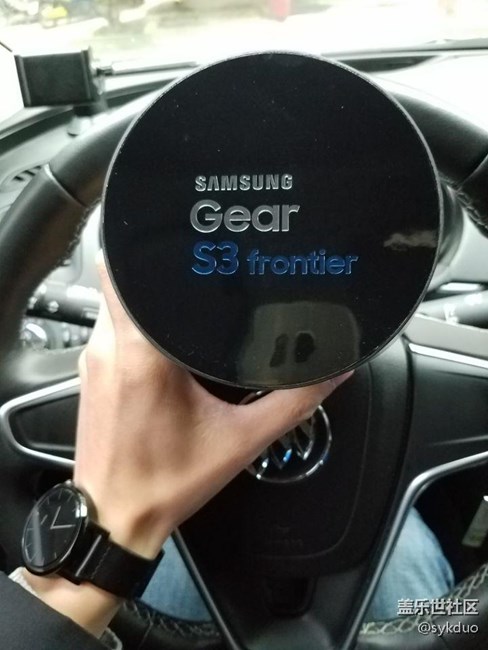 SAMSUNG
Gear
S3 frontier
盖乐世社区
@sykduo